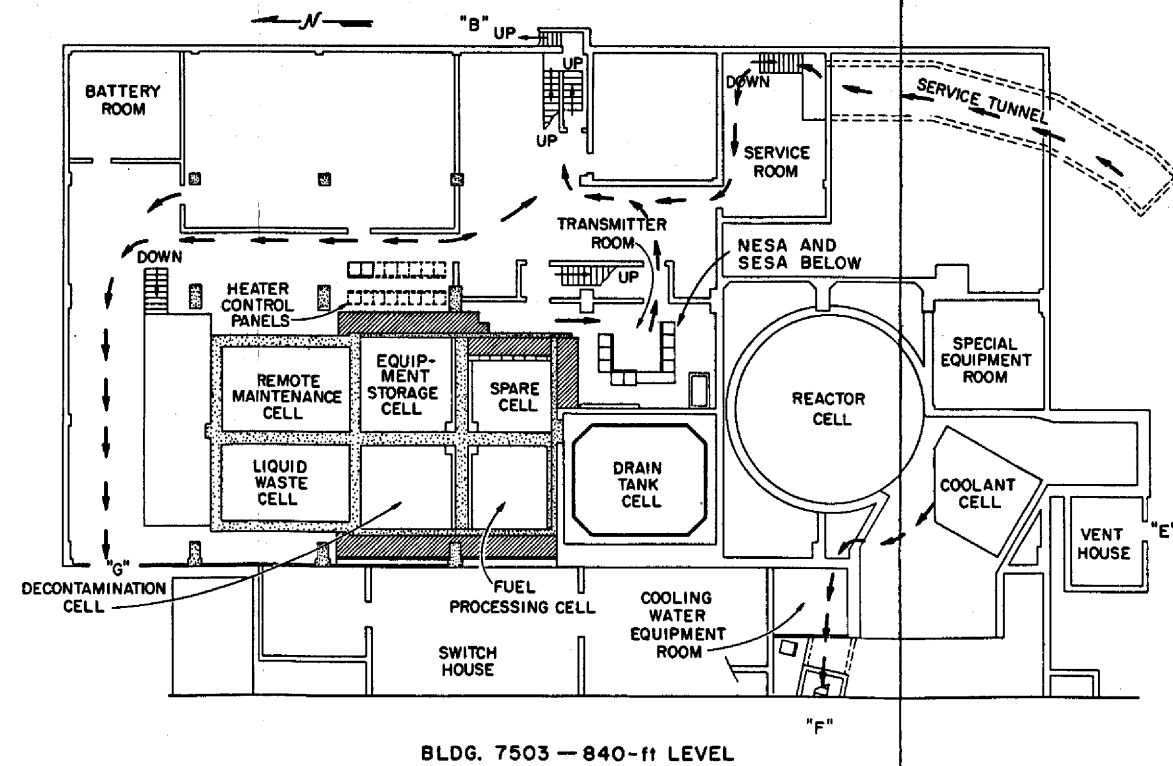 N
"B" UP
UP
UP
BATTERY
ROOM
DOWN
SERVICE TUNNEL
SERVICE
ROOM
TRANSMITTER
ROOM
NESA AND
SESA BELOW
DOWN
UP
HEATER
CONTROL
PANELS
REMOTE
MAINTENANCE
CELL
EQUIP-
MENT
STORAGE
CELL
SPARE
CELL
REACTOR
CELL
SPECIAL
EQUIPMENT
ROOM
LIQUID
WASTE
CELL
DRAIN
TANK
CELL
COOLANT
CELL
VENT
HOUSE
"E"
"G"
DECONTAMINATION
CELL
FUEL
PROCESSING CELL
COOLING
WATER
EQUIPMENT
ROOM
SWITCH
HOUSE
"F"
BLDG. 7503 — 840-ft LEVEL